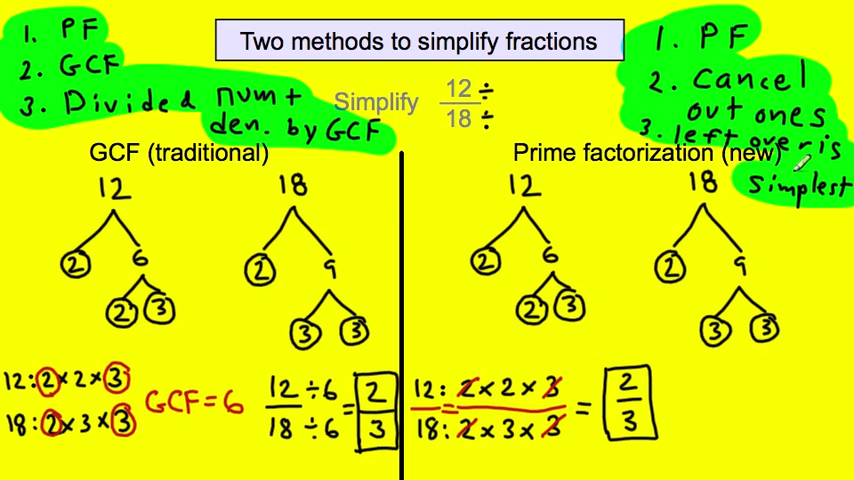 Two methods to simplify fractions
1. PF
2. GCF
3. Divided num +
den. by GCF
Simplify 12 ÷
18 ÷
1. PF
2. Cancel
out ones
3. left over is
simplest
GCF (traditional)
12
18
2
6
2
9
2
3
3
3
12: 2 x 2 x 3
18: 2 x 3 x 3
GCF = 6
12 ÷ 6
18 ÷ 6
=
2
3
Prime factorization (new)
12
18
2
6
2
9
2
3
3
3
12: 2 x 2 x 3
=
18: 2 x 3 x 3
=
2
3